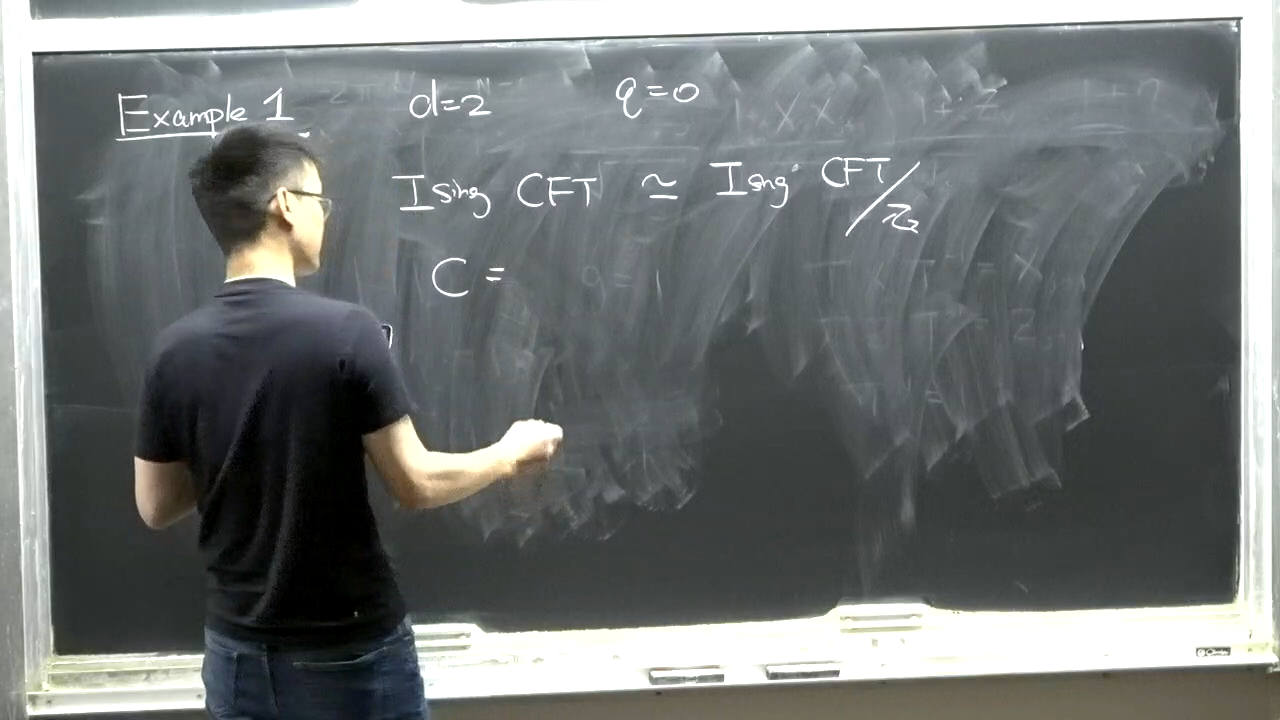 Example 1 d=2 q=0
Ising CFT ≃ Ising CFT/ℤ₂
C =